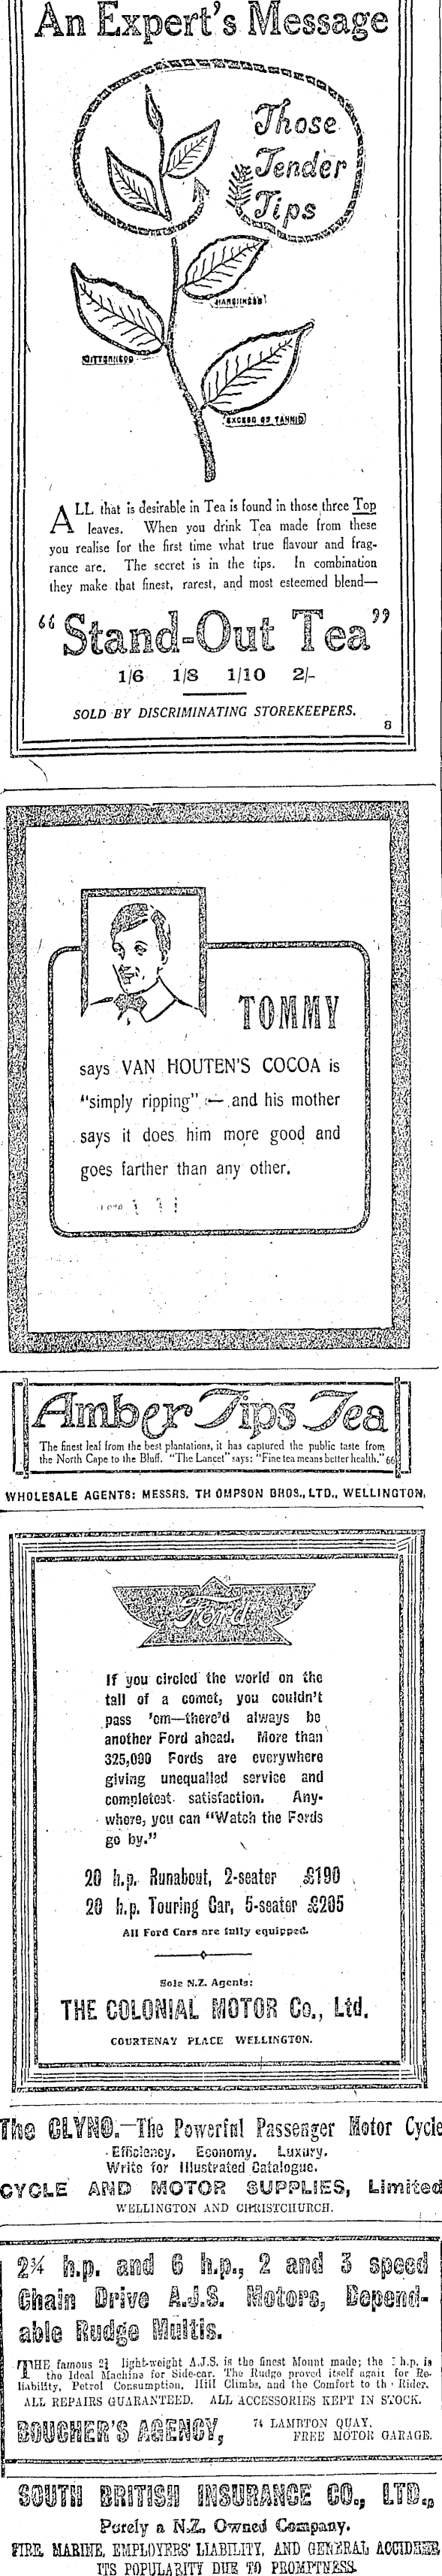 An Expert's Message
Those
Tender
Tips
HARSHNESS
BITTERNESS
EXCESS OF TANNIN
ALL that is desirable in Tea is found in those three Top
leaves. When you drink Tea made from these
you realise for the first time what true flavour and frag-
rance are. The secret is in the tips. In combination
they make that finest, rarest, and most esteemed blend—
"Stand-Out Tea"
1/6 1/8 1/10 2/-
SOLD BY DISCRIMINATING STOREKEEPERS.
8
TOMMY
says VAN HOUTEN'S COCOA is
"simply ripping" :— and his mother
says it does him more good and
goes farther than any other.
Amber Tips Tea
The finest leaf from the best plantations, it has captured the public taste from
the North Cape to the Bluff. "The Lancet" says: "Fine tea means better health." 66
WHOLESALE AGENTS: MESSRS. TH OMPSON BROS., LTD., WELLINGTON,
Ford
If you circled the world on the
tail of a comet, you couldn't
pass 'em—there'd always be
another Ford ahead. More than
325,000 Fords are everywhere
giving unequalled service and
completest satisfaction. Any-
where, you can "Watch the Fords
go by."
20 h.p. Runabout, 2-seater £190
20 h.p. Touring Car, 5-seater £205
All Ford Cars are fully equipped.
Sole N.Z. Agents:
THE COLONIAL MOTOR Co., Ltd.
COURTENAY PLACE WELLINGTON.
The CLYNO.—The Powerful Passenger Motor Cycle
Efficiency. Economy. Luxury.
Write for Illustrated Catalogue.
CYCLE AND MOTOR SUPPLIES, Limited
WELLINGTON AND CHRISTCHURCH.
2¾ h.p. and 6 h.p., 2 and 3 speed
Chain Drive A.J.S. Motors, Depend-
able Rudge Multis.
THE famous 2¾ light-weight A.J.S. is the finest Mount made; the h.p. is
the Ideal Machine for Side-car. The Rudge proved itself again for Re-
liability, Petrol Consumption, Hill Climbs, and the Comfort to the Rider.
ALL REPAIRS GUARANTEED. ALL ACCESSORIES KEPT IN STOCK.
BOUCHER'S AGENCY, 74 LAMBTON QUAY.
FREE MOTOR GARAGE.
SOUTH BRITISH INSURANCE CO., LTD.,
Purely a N.Z. Owned Company.
FIRE, MARINE, EMPLOYERS' LIABILITY, AND GENERAL ACCIDENT
ITS POPULARITY DUE TO PROMPTNESS.